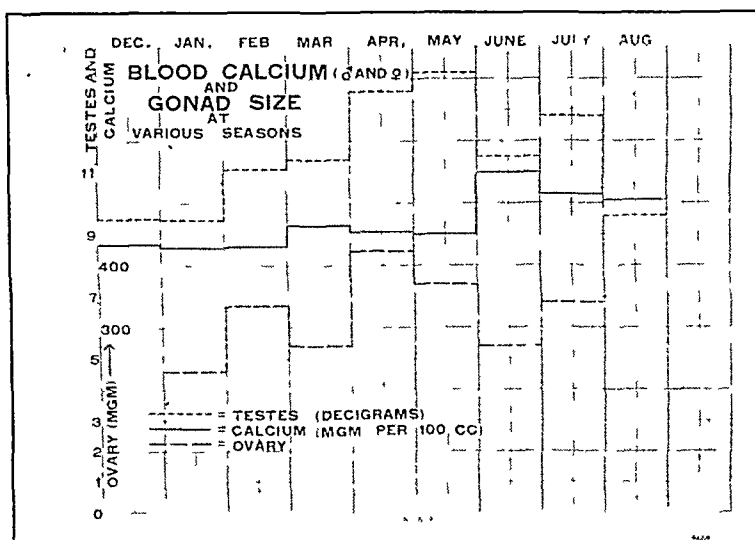 DEC. JAN. FEB MAR APR. MAY JUNE JULY AUG
TESTES AND
CALCIUM
BLOOD CALCIUM (♂ AND ♀)
AND
GONAD SIZE
AT
VARIOUS SEASONS
11
9
400
7
300
5
3
2
1
0
OVARY (MGM) →
= TESTES (DECIGRAMS)
= CALCIUM (MGM PER 100 CC)
= OVARY